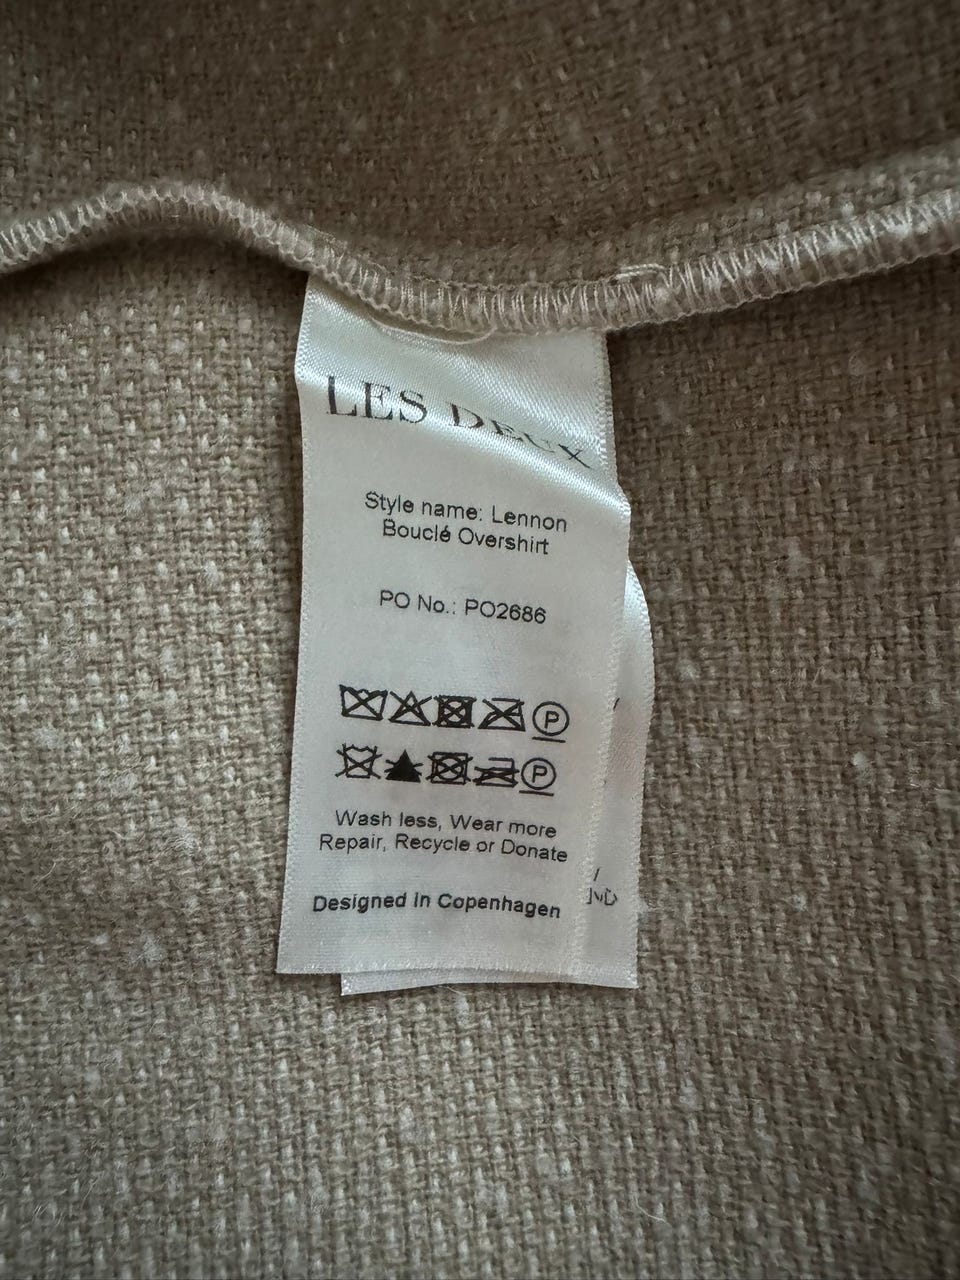 LES DEUX
Style name: Lennon
Bouclé Overshirt
PO No.: PO2686
P
P
Wash less, Wear more
Repair, Recycle or Donate
Designed in Copenhagen